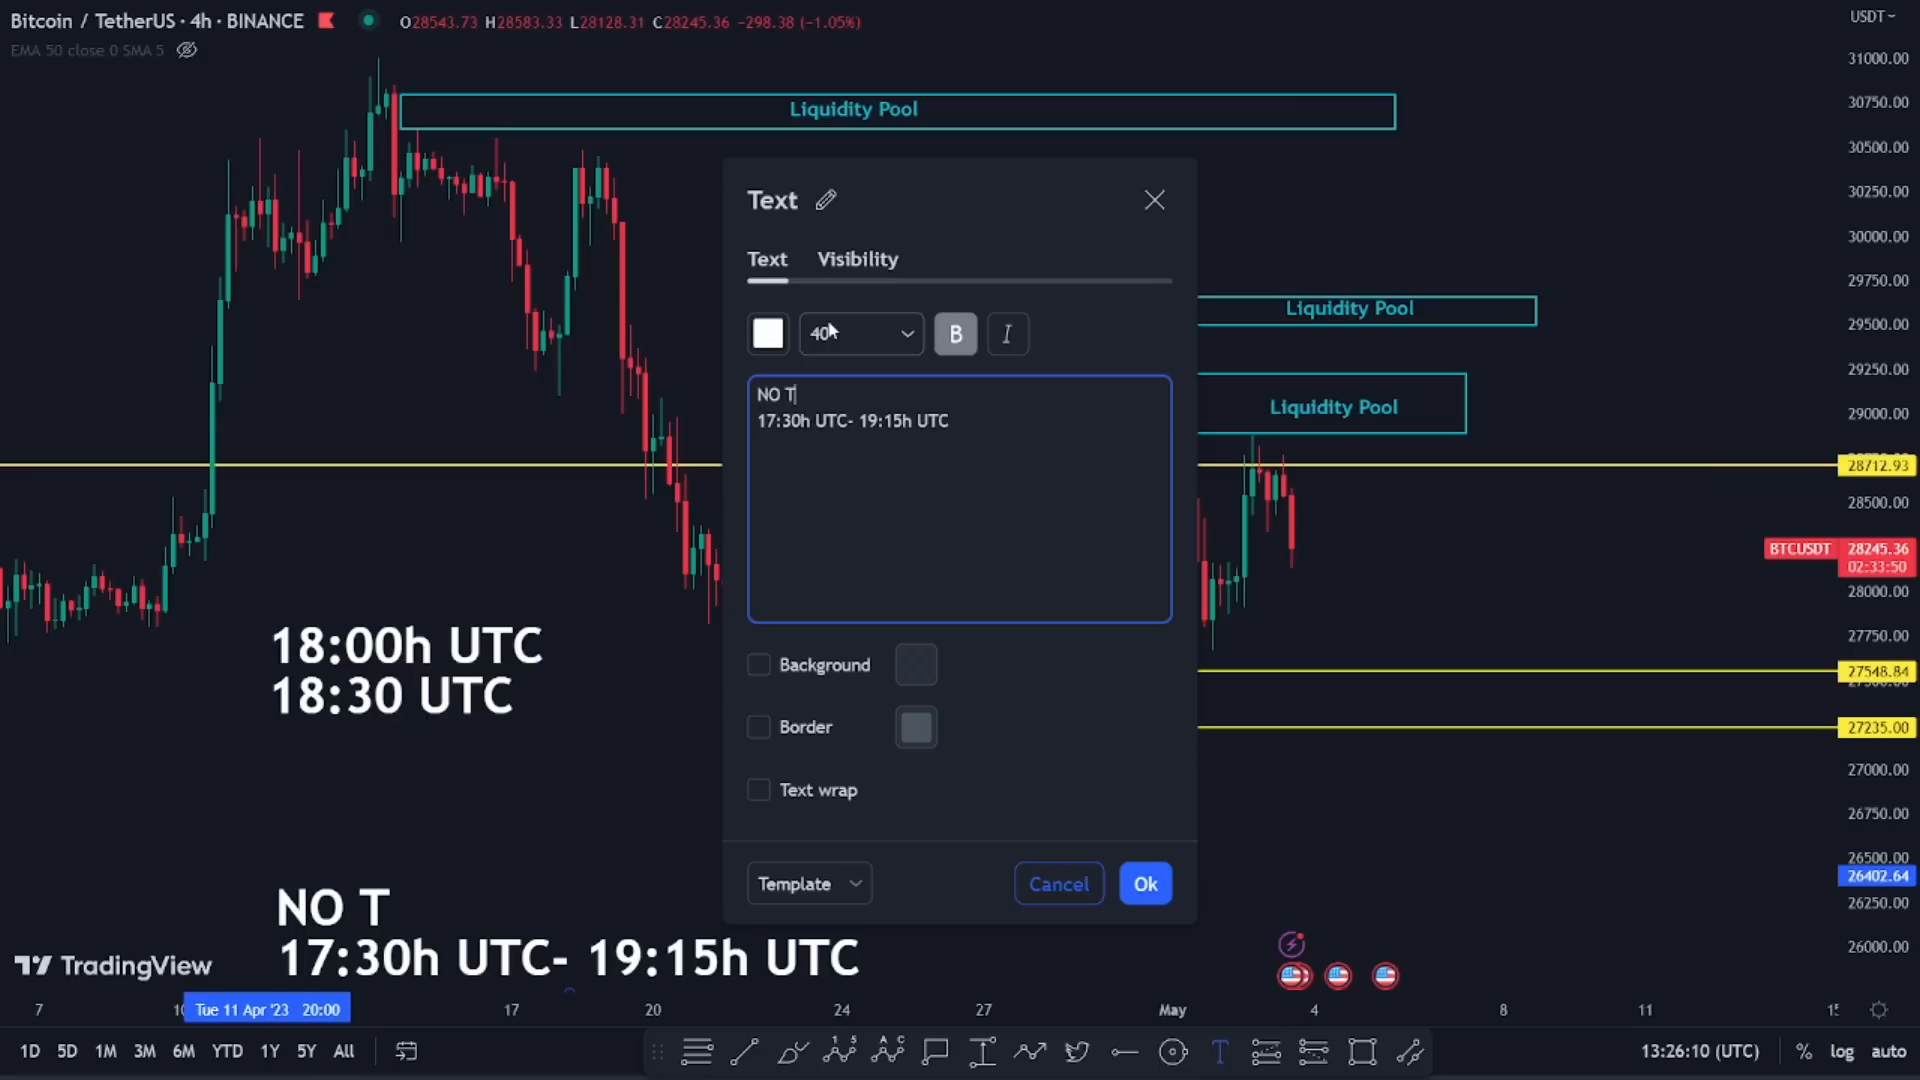 Bitcoin / TetherUS · 4h · BINANCE O28543.73 H28583.33 L28128.31 C28245.36 −298.38 (−1.05%)
EMA 50 close 0 SMA 5
USDT
31000.00
30750.00
30500.00
30250.00
30000.00
29750.00
29500.00
29250.00
29000.00
28712.93
28500.00
BTCUSDT 28245.36
02:33:50
28000.00
27750.00
27548.84
27235.00
27000.00
26750.00
26500.00
26402.64
26250.00
26000.00
Liquidity Pool
Liquidity Pool
Liquidity Pool
Text
Text Visibility
40 B I
NO T
17:30h UTC- 19:15h UTC
Background
Border
Text wrap
Template Cancel Ok
18:00h UTC
18:30 UTC
NO T
17:30h UTC- 19:15h UTC
TradingView
7 Tue 11 Apr '23 20:00 17 20 24 27 May 4 8 11
1D 5D 1M 3M 6M YTD 1Y 5Y All
13:26:10 (UTC) % log auto